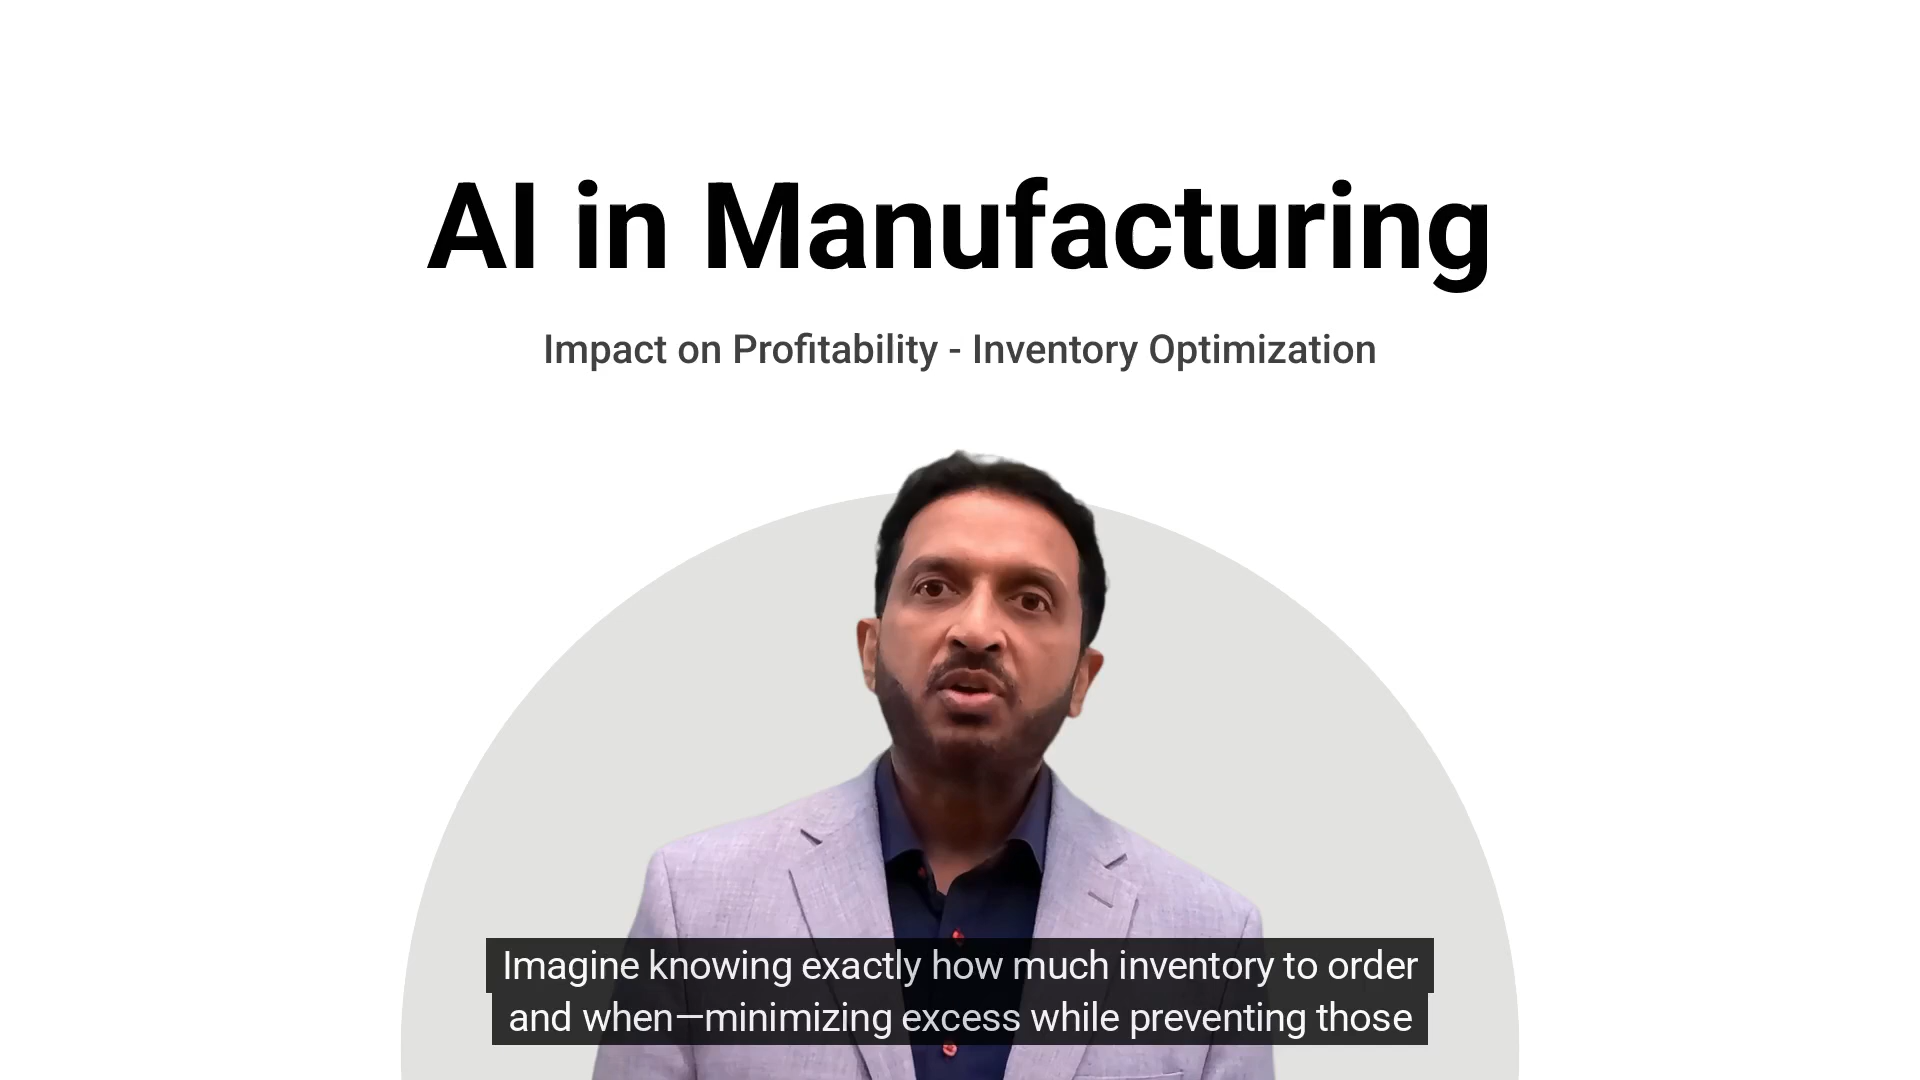 AI in Manufacturing
Impact on Profitability - Inventory Optimization
Imagine knowing exactly how much inventory to order
and when—minimizing excess while preventing those